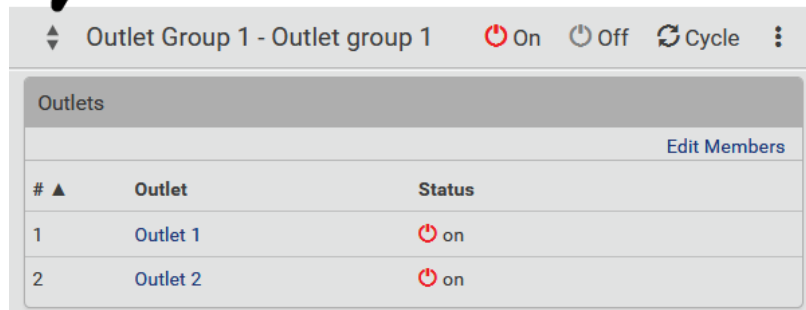 Outlet Group 1 - Outlet group 1 On Off Cycle
Outlets
Edit Members
# ▲ Outlet Status
1 Outlet 1 on
2 Outlet 2 on